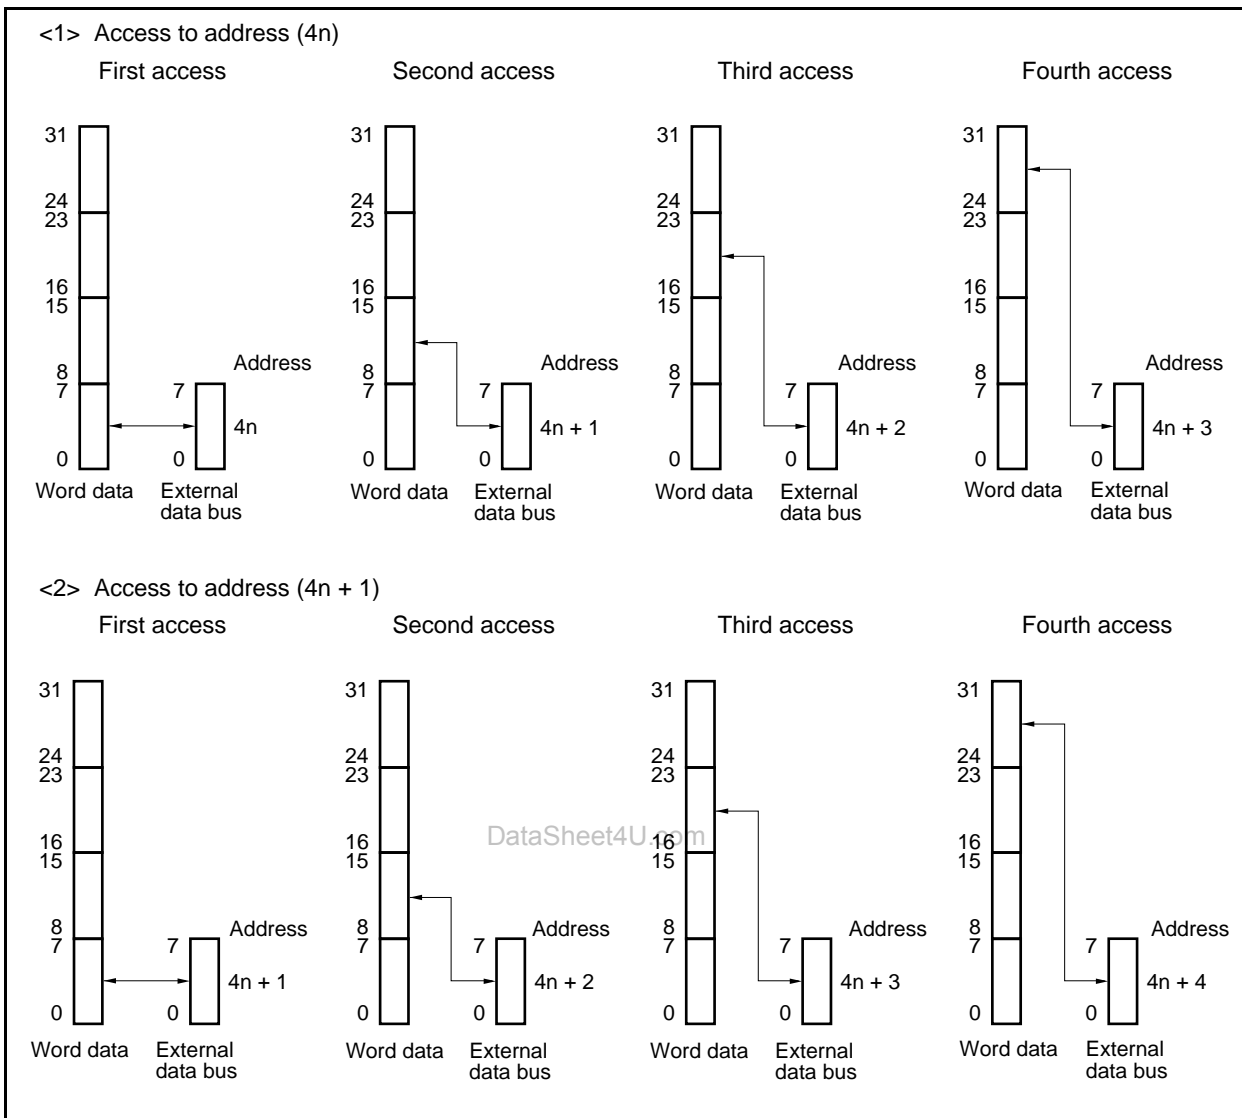 <1> Access to address (4n)
First access Second access Third access Fourth access
31 31 31 31
24 24 24 24
23 23 23 23
16 16 16 16
15 15 15 15
Address Address Address Address
8 8 8 8
7 7 7 7 7 7 7 7
4n 4n + 1 4n + 2 4n + 3
0 0 0 0 0 0 0 0
Word data External Word data External Word data External Word data External
data bus data bus data bus data bus
<2> Access to address (4n + 1)
First access Second access Third access Fourth access
31 31 31 31
24 24 24 24
23 23 23 23
DataSheet4U.com
16 16 16 16
15 15 15 15
Address Address Address Address
8 8 8 8
7 7 7 7 7 7 7 7
4n + 1 4n + 2 4n + 3 4n + 4
0 0 0 0 0 0 0 0
Word data External Word data External Word data External Word data External
data bus data bus data bus data bus